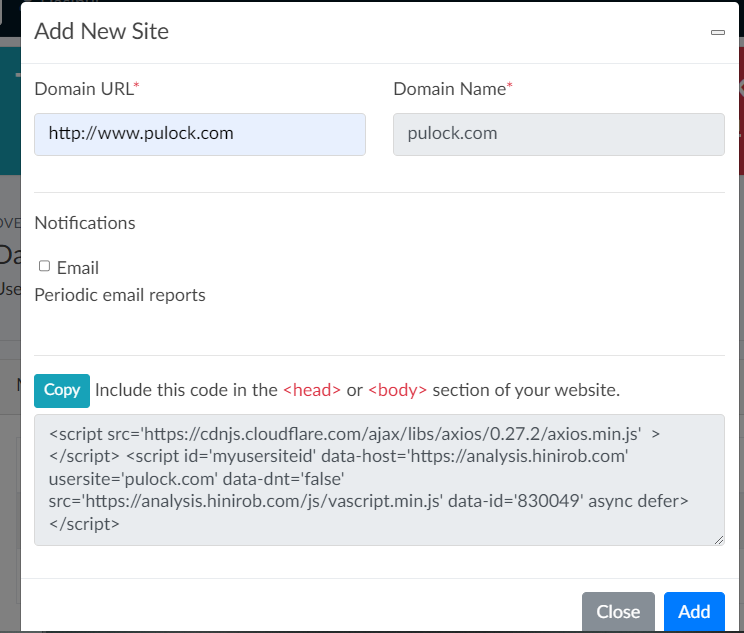 Add New Site
Domain URL* Domain Name*
http://www.pulock.com pulock.com
Notifications
Email
Periodic email reports
Copy Include this code in the <head> or <body> section of your website.
<script src='https://cdnjs.cloudflare.com/ajax/libs/axios/0.27.2/axios.min.js'  >
</script> <script id='myusersiteid' data-host='https://analysis.hinirob.com'
usersite='pulock.com' data-dnt='false'
src='https://analysis.hinirob.com/js/vascript.min.js' data-id='830049' async defer>
</script>
Close Add